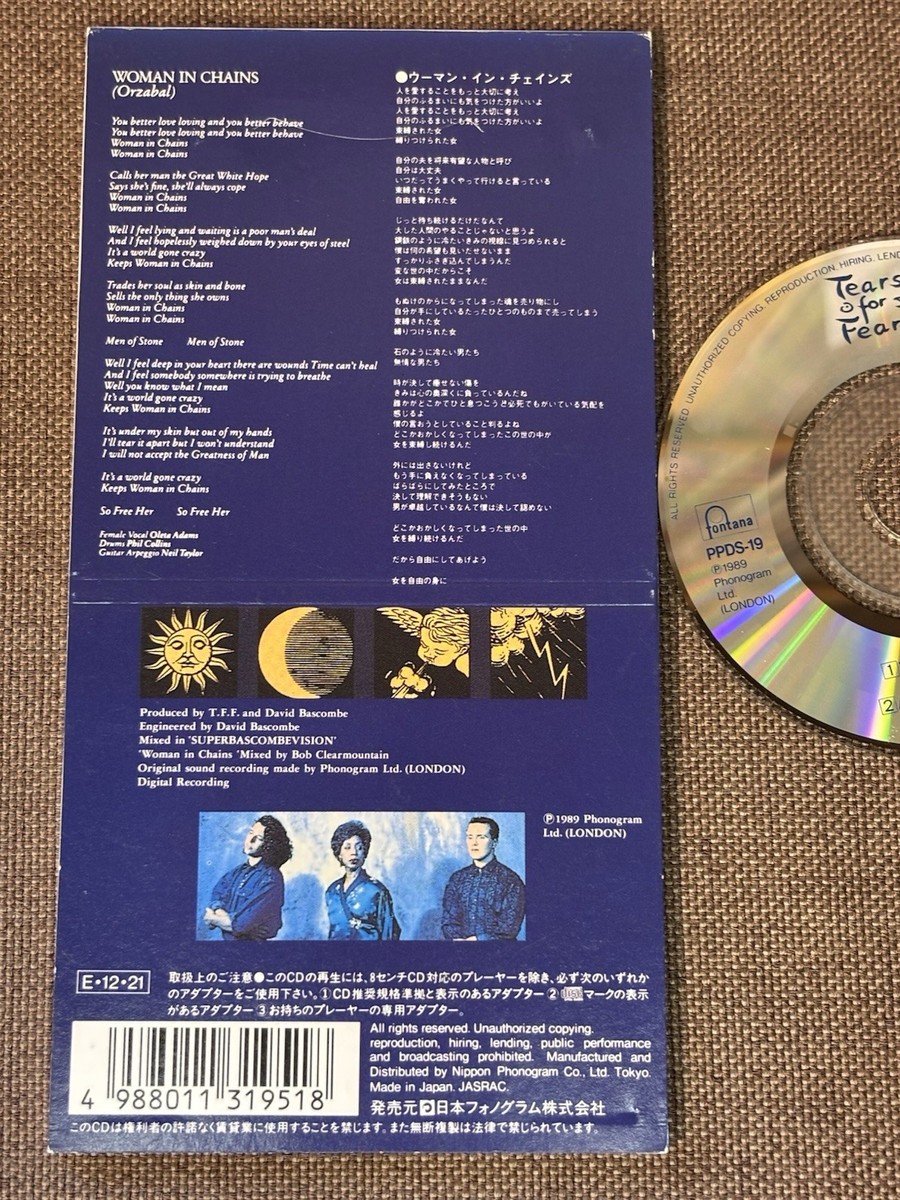 WOMAN IN CHAINS
(Orzabal)
You better love loving and you better behave
You better love loving and you better behave
Woman in Chains
Woman in Chains
Calls her man the Great White Hope
Says she's fine, she'll always cope
Woman in Chains
Woman in Chains
Well I feel lying and waiting is a poor man's deal
And I feel hopelessly weighed down by your eyes of steel
It's a world gone crazy
Keeps Woman in Chains
Trades her soul as skin and bone
Sells the only thing she owns
Woman in Chains
Woman in Chains
Men of Stone Men of Stone
Well I feel deep in your heart there are wounds Time can't heal
And I feel somebody somewhere is trying to breathe
Well you know what I mean
It's a world gone crazy
Keeps Woman in Chains
It's under my skin but out of my hands
I'll tear it apart but I won't understand
I will not accept the Greatness of Man
It's a world gone crazy
Keeps Woman in Chains
So Free Her So Free Her
Female Vocal Oleta Adams
Drums Phil Collins
Guitar Arpeggio Neil Taylor
●ウーマン・イン・チェインズ
人を愛することをもっと大切に考え
自分のふるまいにも気をつけた方がいいよ
人を愛することをもっと大切に考え
自分のふるまいにも気をつけた方がいいよ
束縛された女
縛りつけられた女
自分の夫を将来有望な人物と呼び
自分は大丈夫
いつだってうまくやって行けると言っている
束縛された女
自由を奪われた女
じっと待ち続けるだけだなんて
大した人間のやることじゃないと思うよ
鋼鉄のように冷たいきみの視線に見つめられると
僕は何の希望も見いだせないまま
すっかりふさぎ込んでしまうんだ
変な世の中だからこそ
女は束縛されたままなんだ
もぬけのからになってしまった魂を売り物にし
自分が手にしているたったひとつのものまで売ってしまう
束縛された女
縛りつけられた女
石のように冷たい男たち
無情な男たち
時が決して癒せない傷を
きみは心の奥深くに負っているんだね
誰かがどこかでひと息つこうと必死でもがいている気配を
感じるよ
僕の言おうとしていること判るよね
どこかおかしくなってしまったこの世の中が
女を束縛し続けるんだ
外には出さないけれど
もう手に負えなくなってしまっている
ばらばらにしてみたところで
決して理解できそうもない
男が卓越しているなんて僕は決して認めない
どこかおかしくなってしまった世の中
女を縛り続けるんだ
だから自由にしてあげよう
女を自由の身に
Produced by T.F.F. and David Bascombe
Engineered by David Bascombe
Mixed in 'SUPERBASCOMBEVISION'
'Woman in Chains 'Mixed by Bob Clearmountain
Original sound recording made by Phonogram Ltd. (LONDON)
Digital Recording
Ⓟ1989 Phonogram
Ltd. (LONDON)
E•12•21
取扱上のご注意●このCDの再生には、8センチCD対応のプレーヤーを除き、必ず次のいずれか
のアダプターをご使用下さい。①CD推奨規格準拠と表示のあるアダプター ②マークの表示
があるアダプター ③お持ちのプレーヤーの専用アダプター。
4 988011 319518
All rights reserved. Unauthorized copying.
reproduction, hiring, lending, public performance
and broadcasting prohibited. Manufactured and
Distributed by Nippon Phonogram Co., Ltd. Tokyo.
Made in Japan. JASRAC.
発売元 日本フォノグラム株式会社
このCDは権利者の許諾なく賃貸業に使用することを禁じます。また無断複製は法律で禁じられています。
ALL RIGHTS RESERVED. UNAUTHORIZED COPYING. REPRODUCTION. HIRING. LEND
Tears
for
Fear
fontana
PPDS-19
Ⓟ1989
Phonogram
Ltd.
(LONDON)
1
2